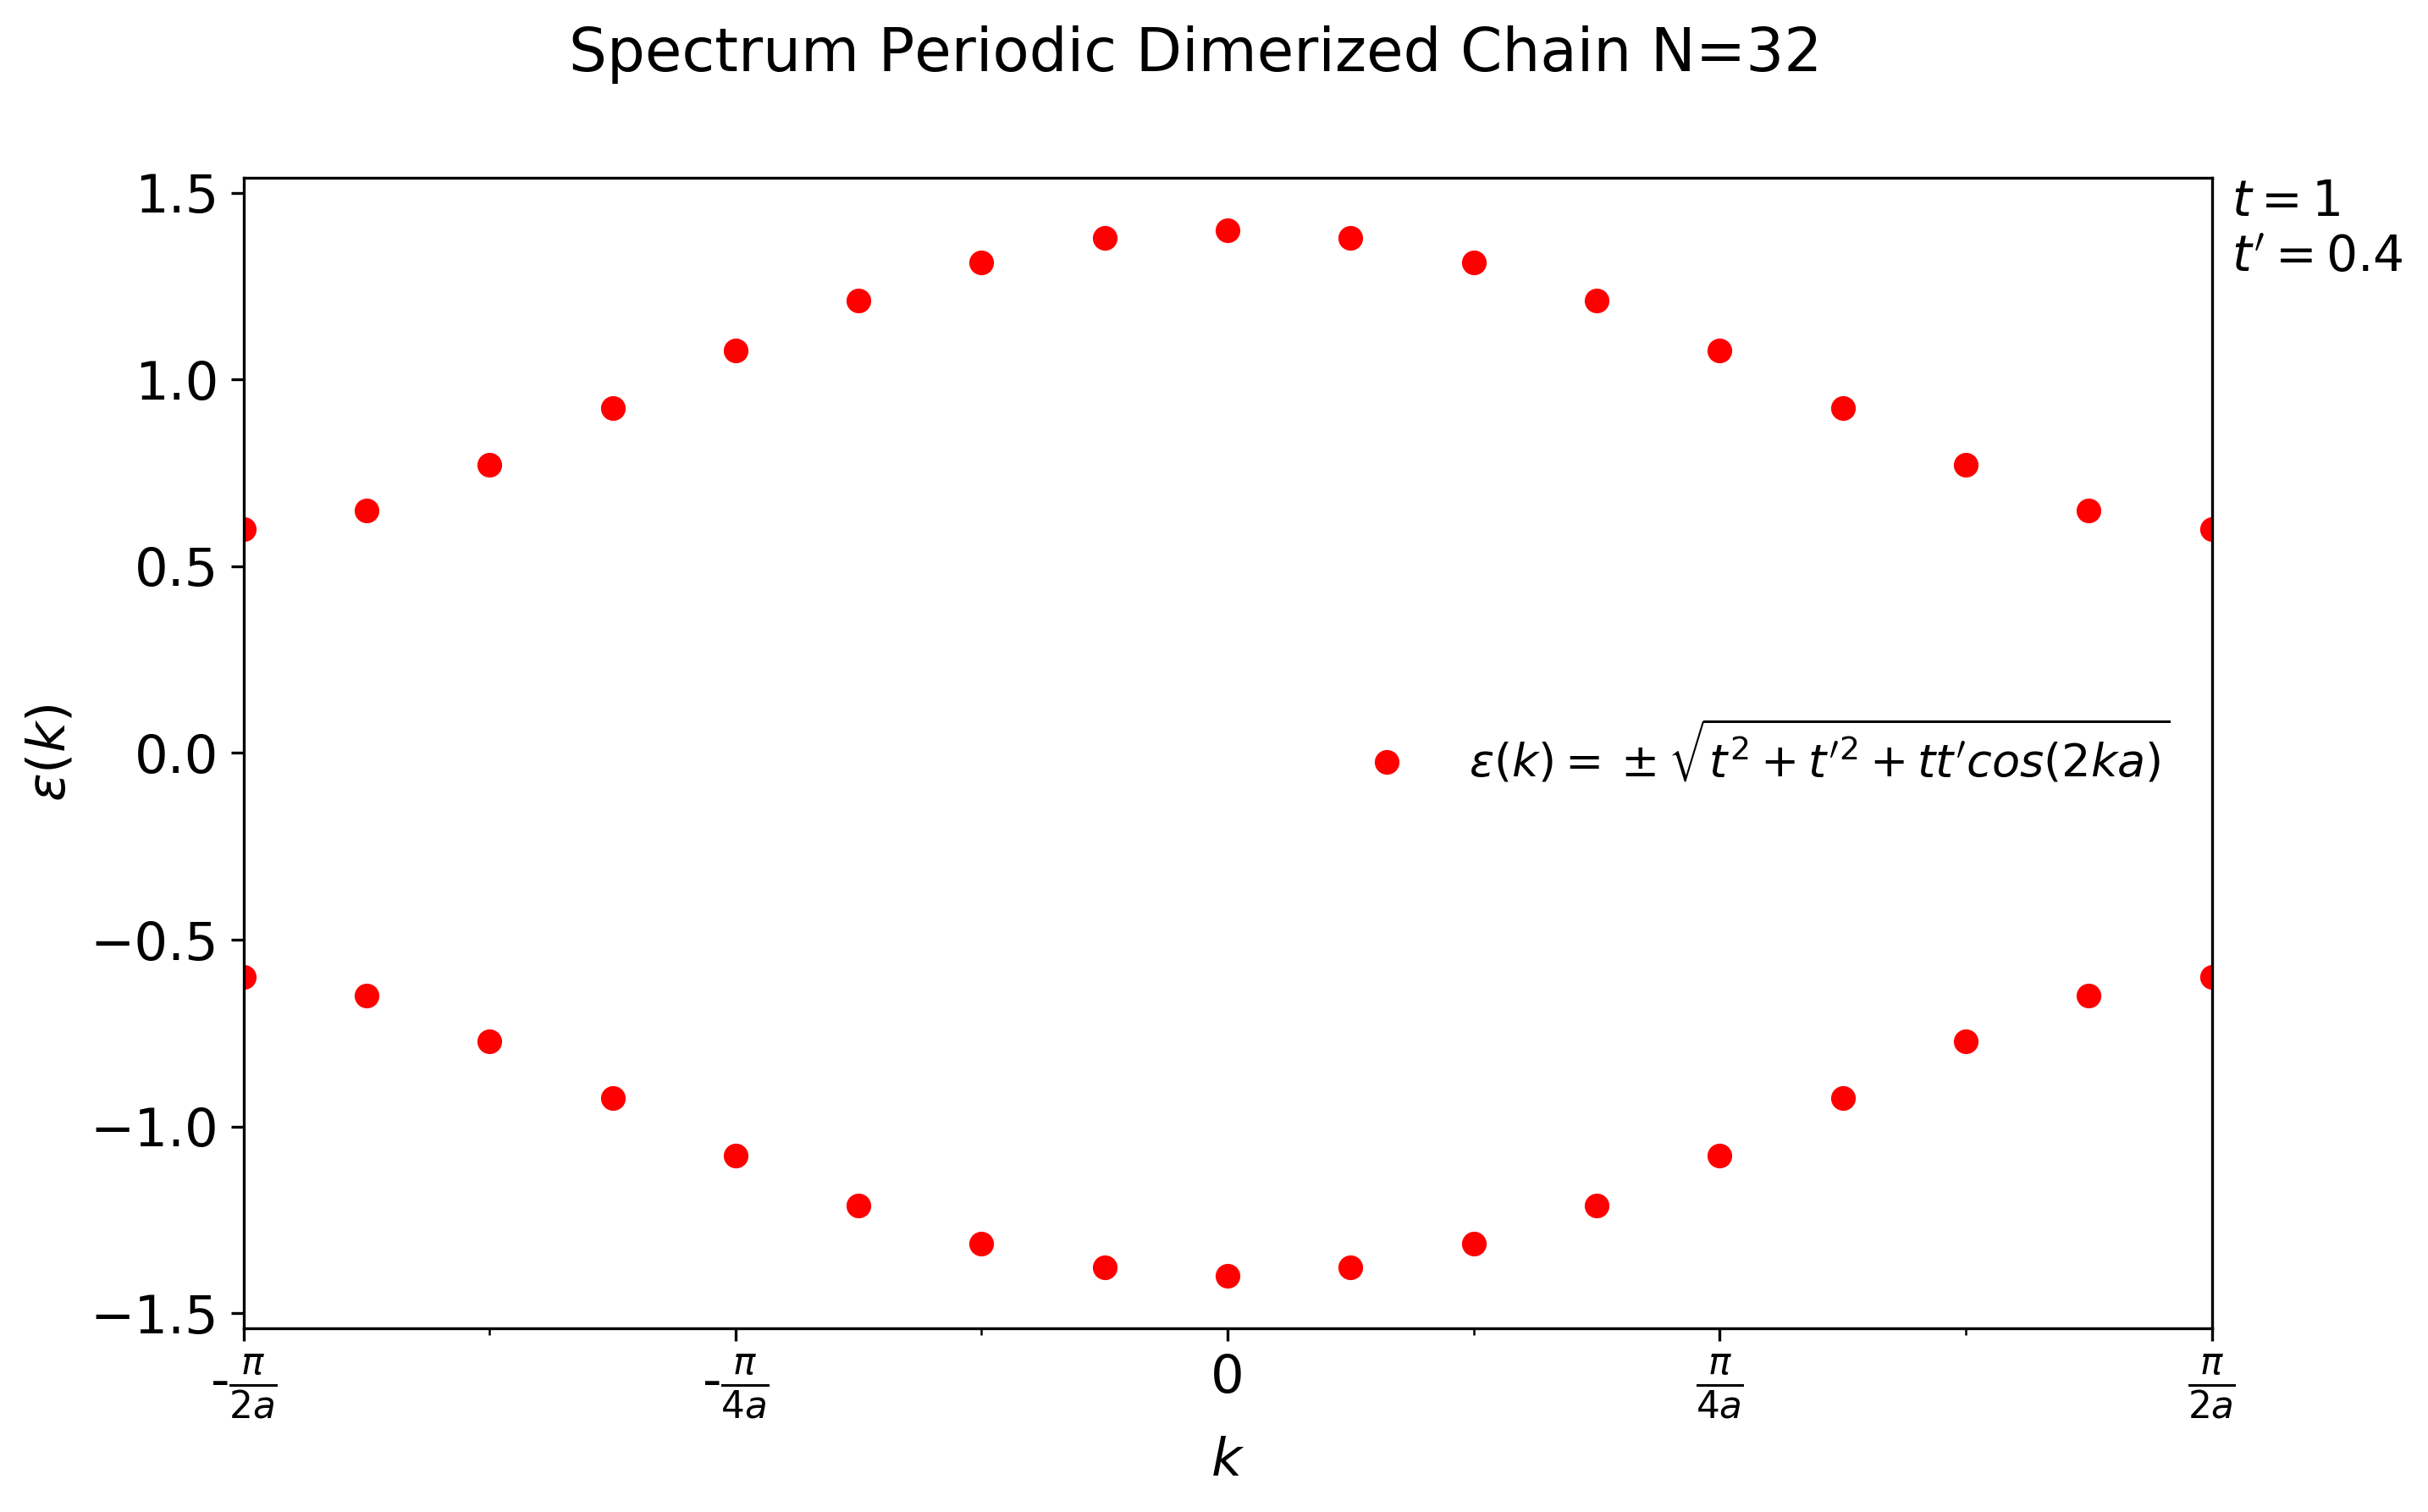 Spectrum Periodic Dimerized Chain N=32
t = 1
t′ = 0.4
1.5
1.0
0.5
0.0
−0.5
−1.0
−1.5
ε(k)
ε(k) = ±√(t² + t′² + tt′cos(2ka))
-π/2a
-π/4a
0
π/4a
π/2a
k